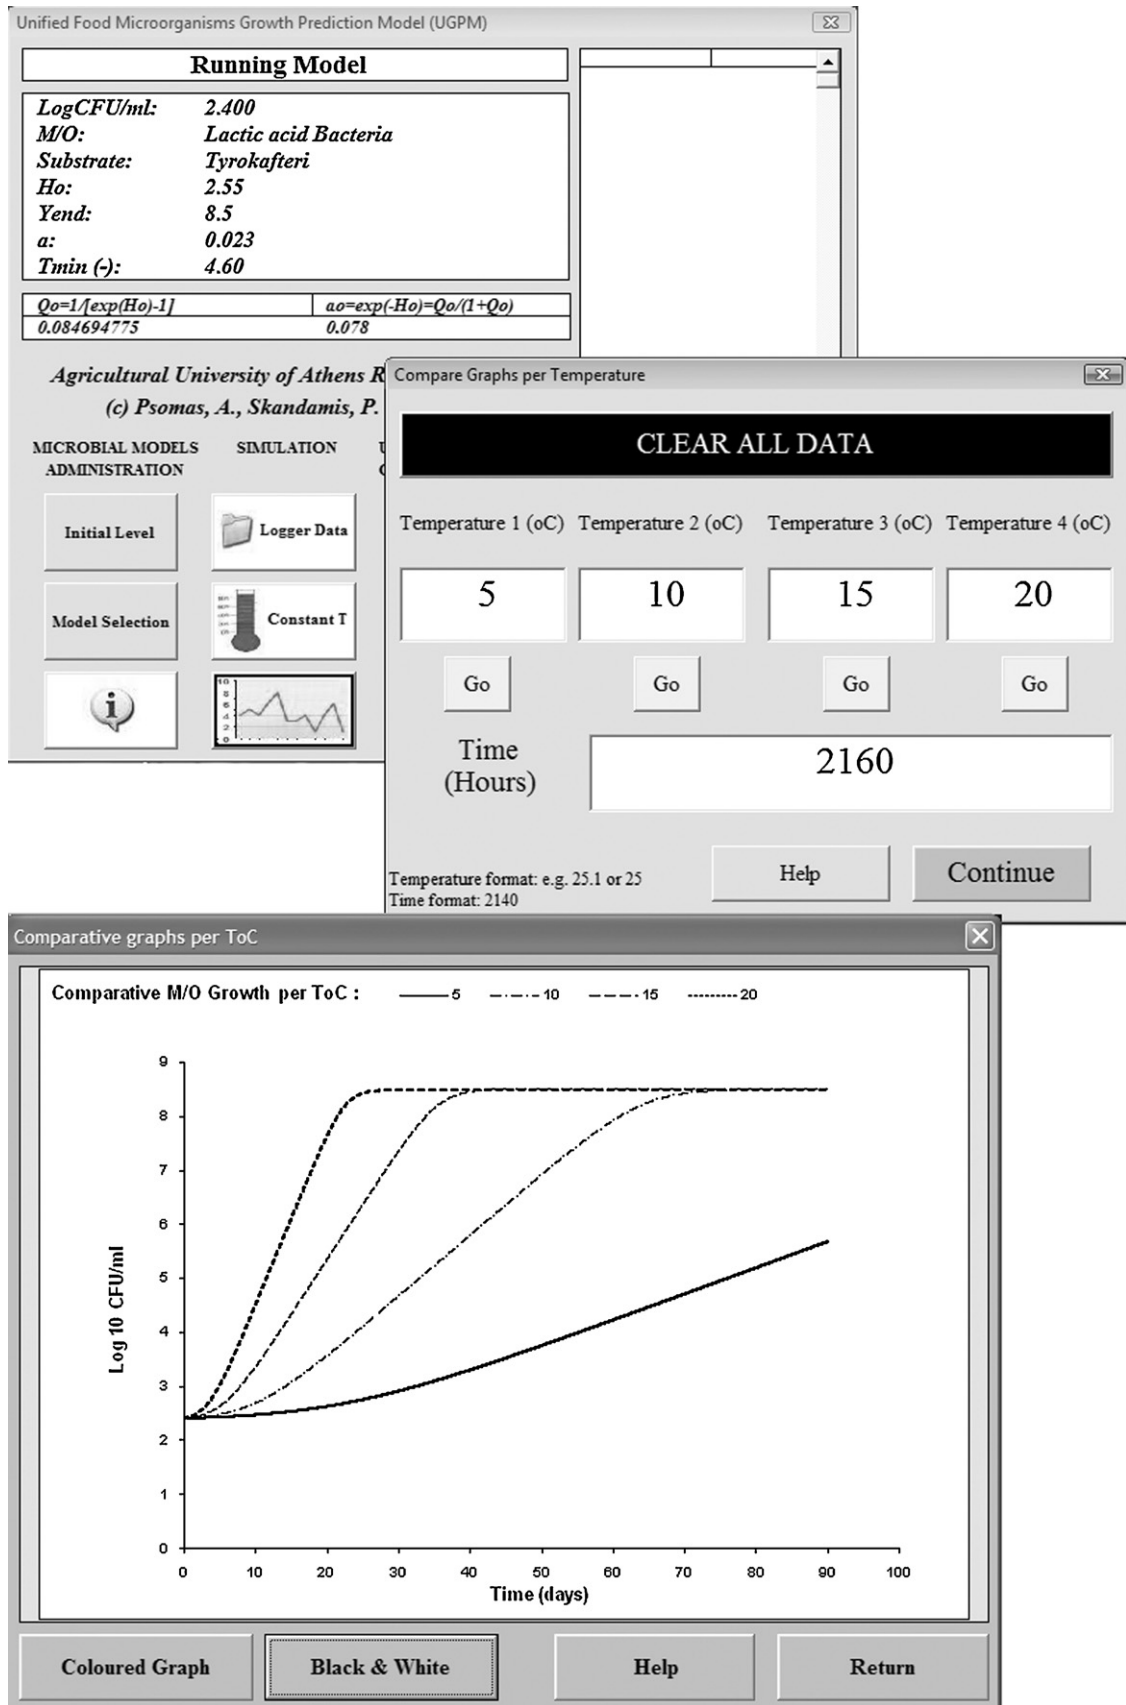 Unified Food Microorganisms Growth Prediction Model (UGPM)
Running Model
LogCFU/ml: 2.400
M/O: Lactic acid Bacteria
Substrate: Tyrokafteri
Ho: 2.55
Yend: 8.5
a: 0.023
Tmin (-): 4.60
Qo=1/[exp(Ho)-1] ao=exp(-Ho)=Qo/(1+Qo)
0.084694775 0.078
Agricultural University of Athens R
(c) Psomas, A., Skandamis, P.
MICROBIAL MODELS ADMINISTRATION
SIMULATION
Initial Level
Logger Data
Model Selection
Constant T
i
10
8
6
4
2
0
Compare Graphs per Temperature
CLEAR ALL DATA
Temperature 1 (oC) Temperature 2 (oC) Temperature 3 (oC) Temperature 4 (oC)
5 10 15 20
Go Go Go Go
Time
(Hours)
2160
Temperature format: e.g. 25.1 or 25
Time format: 2140
Help
Continue
Comparative graphs per ToC
Comparative M/O Growth per ToC : 5 10 15 20
9
8
7
6
5
4
3
2
1
0
Log 10 CFU/ml
0 10 20 30 40 50 60 70 80 90 100
Time (days)
Coloured Graph
Black & White
Help
Return